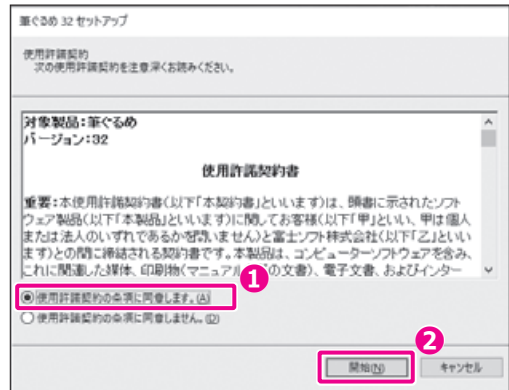 筆ぐるめ 32 セットアップ
使用許諾契約
次の使用許諾契約を注意深くお読みください。
対象製品：筆ぐるめ
バージョン：32
使用許諾契約書
重要：本使用許諾契約書（以下「本契約書」といいます）は、頭書に示されたソフト
ウェア製品（以下「本製品」といいます）に関してお客様（以下「甲」といい、甲は個人
または法人のいずれであるかを問いません）と富士ソフト株式会社（以下「乙」といい
ます）との間に締結される契約書です。本製品は、コンピューターソフトウェアを含み、
これに関連した媒体、印刷物（マニュアル の文書）、電子文書、およびインター
1
使用許諾契約の条項に同意します。(A)
使用許諾契約の条項に同意しません。(D)
2
開始(N) キャンセル